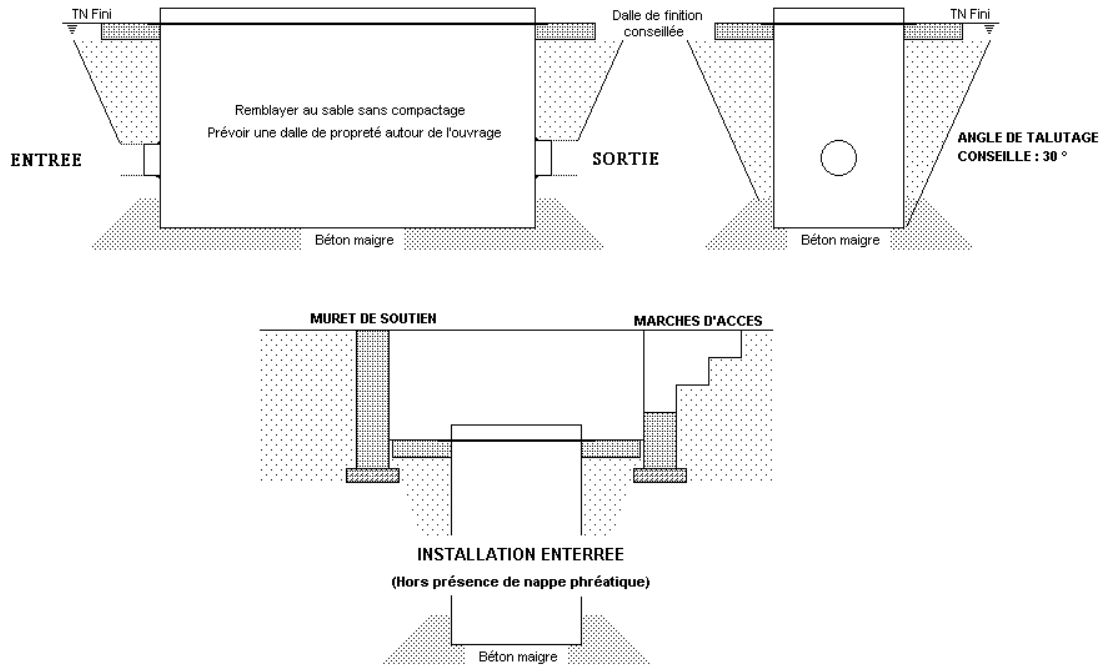 TN Fini
Dalle de finition
conseillée
TN Fini
Remblayer au sable sans compactage
Prévoir une dalle de propreté autour de l'ouvrage
ENTREE
SORTIE
ANGLE DE TALUTAGE
CONSEILLE : 30 °
Béton maigre
Béton maigre
MURET DE SOUTIEN
MARCHES D'ACCES
INSTALLATION ENTERREE
(Hors présence de nappe phréatique)
Béton maigre